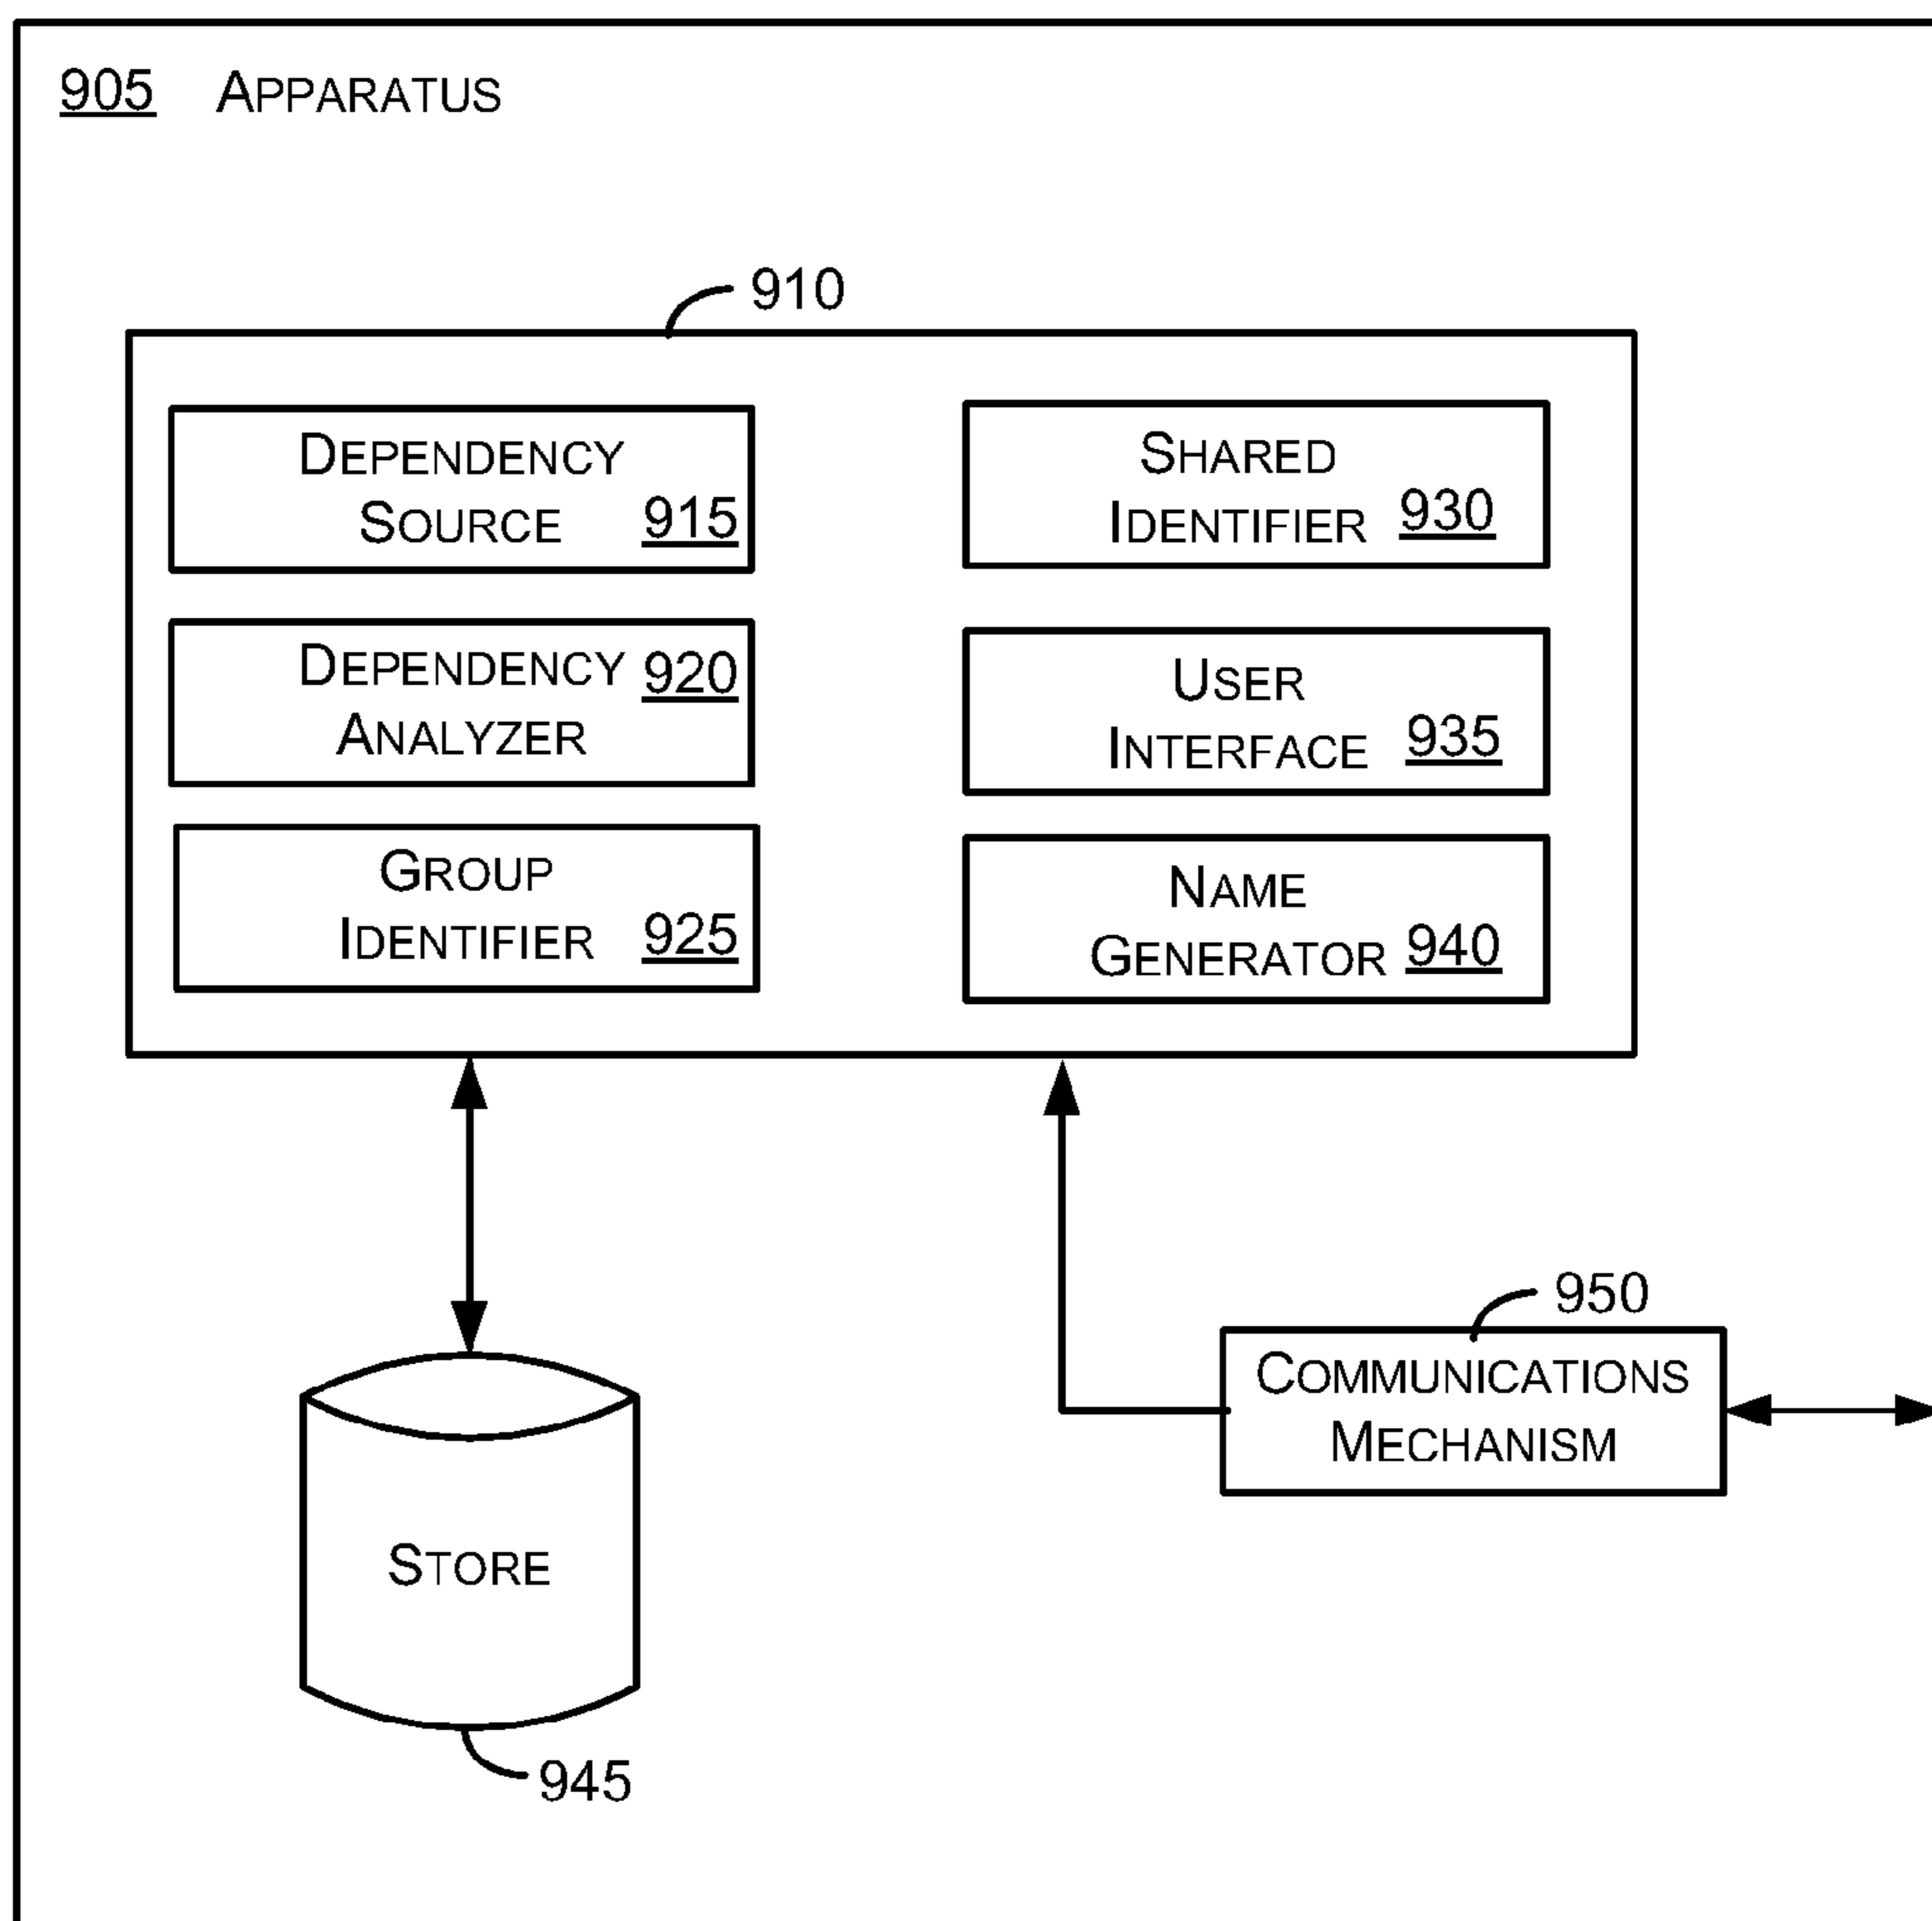 905 APPARATUS
910
DEPENDENCY
SOURCE 915
SHARED
IDENTIFIER 930
DEPENDENCY 920
ANALYZER
USER
INTERFACE 935
GROUP
IDENTIFIER 925
NAME
GENERATOR 940
950
COMMUNICATIONS
MECHANISM
STORE
945